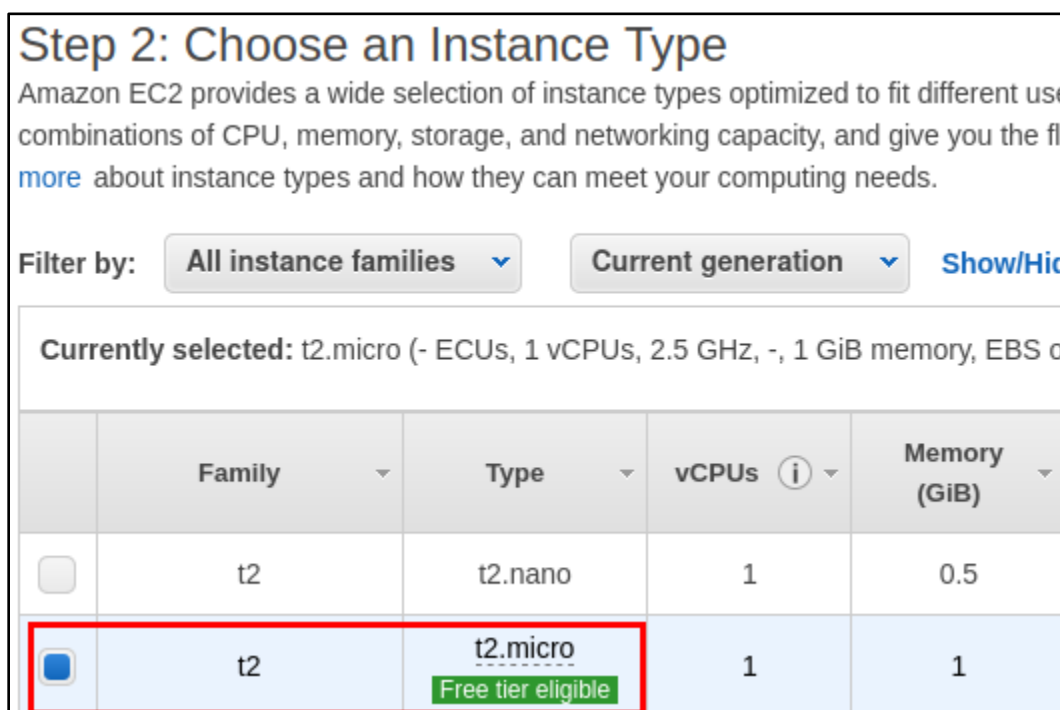 Step 2: Choose an Instance Type
Amazon EC2 provides a wide selection of instance types optimized to fit different use
combinations of CPU, memory, storage, and networking capacity, and give you the fl
more about instance types and how they can meet your computing needs.
Filter by: All instance families Current generation Show/Hid
Currently selected: t2.micro (- ECUs, 1 vCPUs, 2.5 GHz, -, 1 GiB memory, EBS o
Family Type vCPUs i Memory
(GiB)
t2 t2.nano 1 0.5
t2 t2.micro 1 1
Free tier eligible